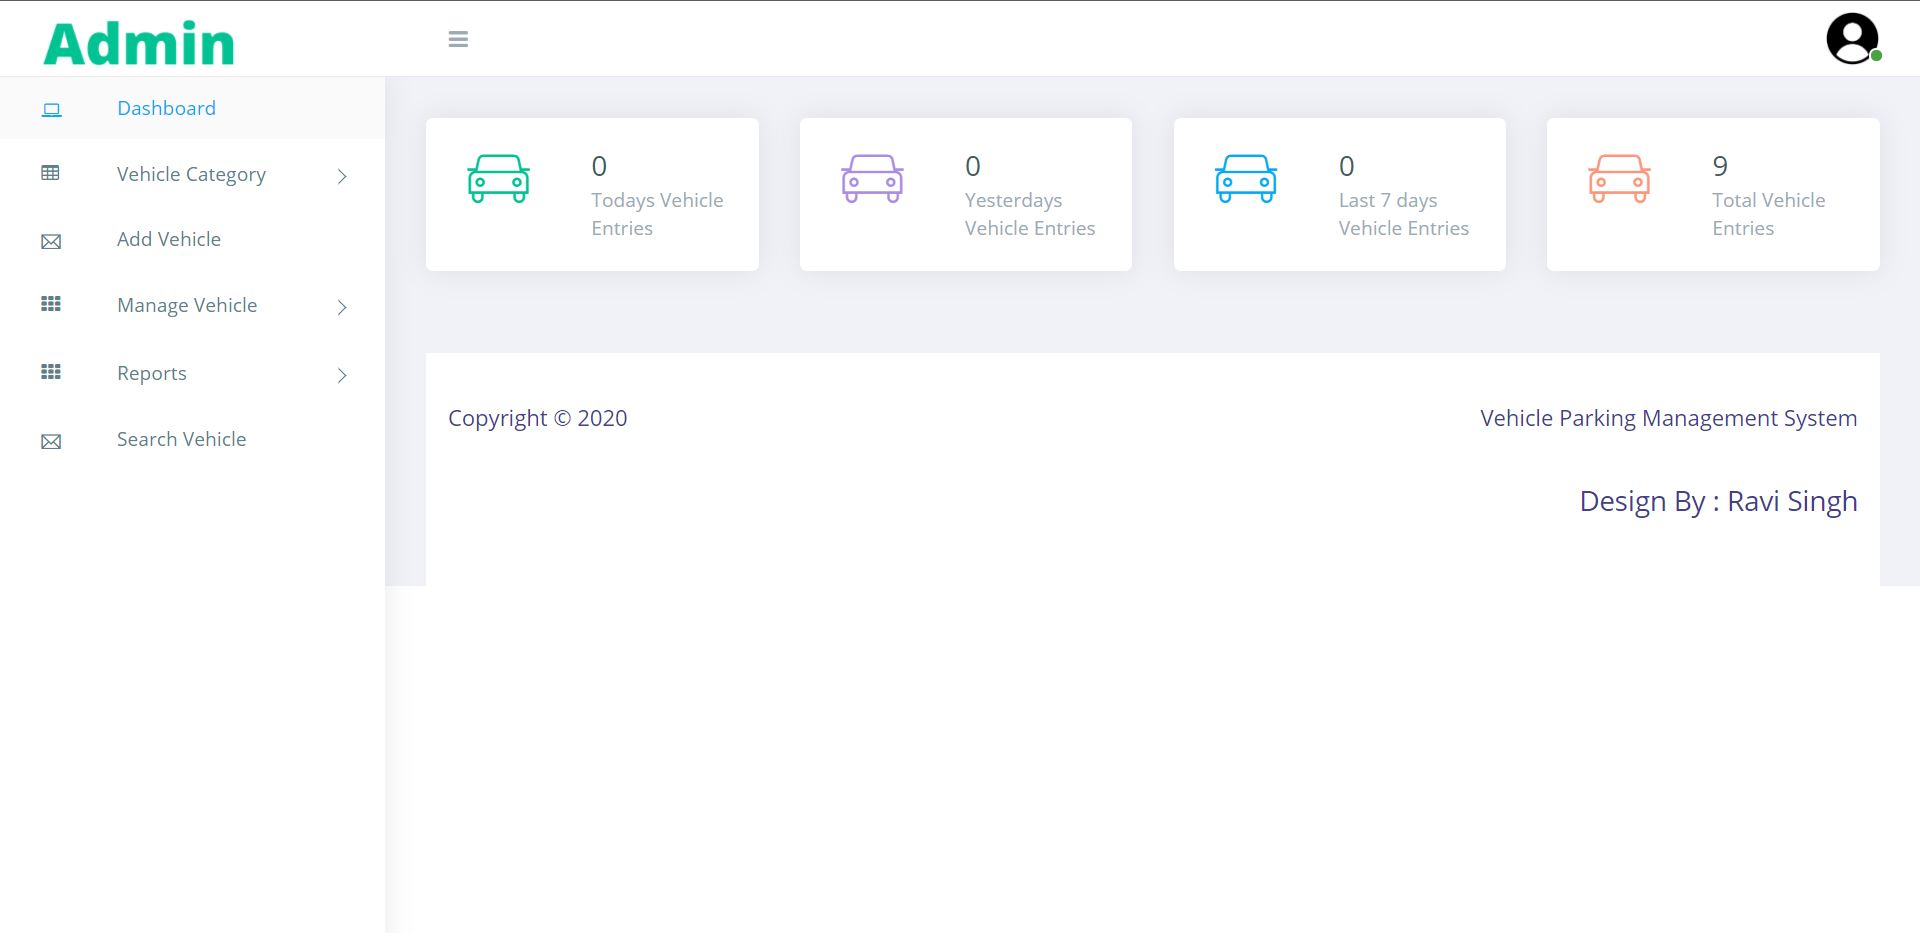 Admin
Dashboard
Vehicle Category
Add Vehicle
Manage Vehicle
Reports
Search Vehicle
0
Todays Vehicle
Entries
0
Yesterdays
Vehicle Entries
0
Last 7 days
Vehicle Entries
9
Total Vehicle
Entries
Copyright © 2020
Vehicle Parking Management System
Design By : Ravi Singh